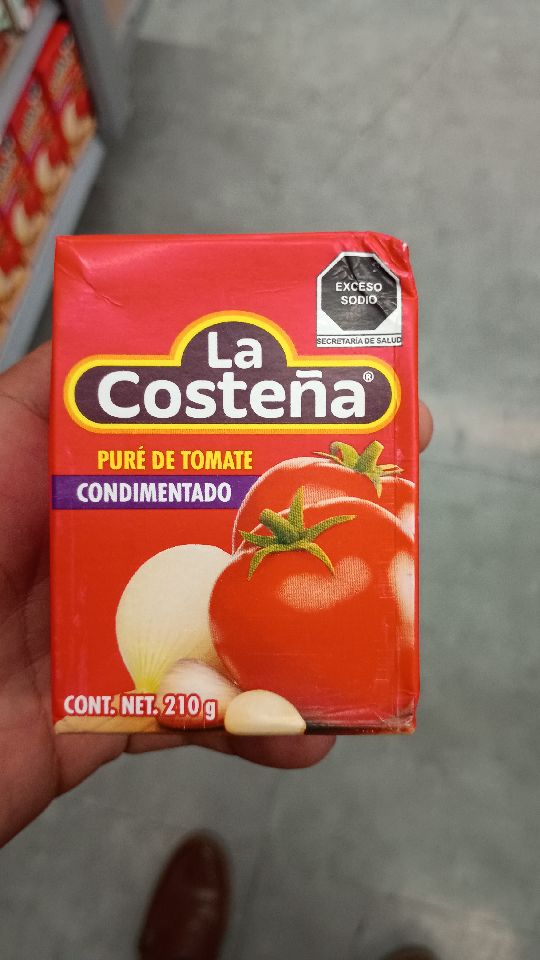 EXCESO
SODIO
SECRETARÍA DE SALUD
La
Costeña®
PURÉ DE TOMATE
CONDIMENTADO
CONT. NET. 210 g